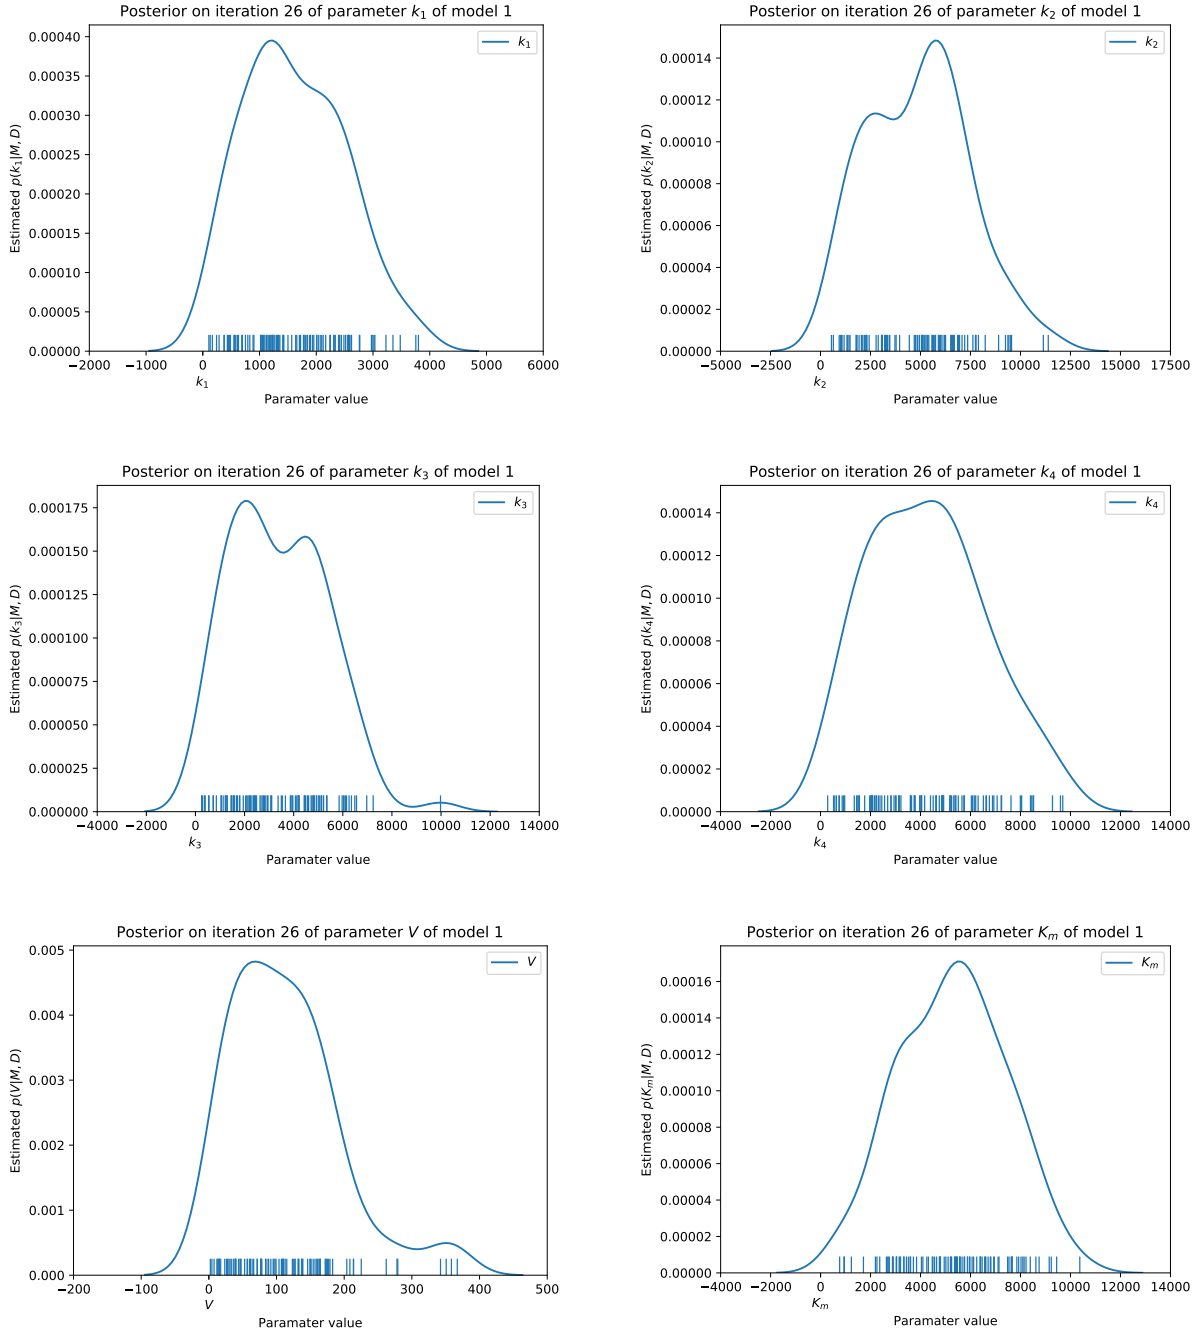 Posterior on iteration 26 of parameter k₁ of model 1
k₁
Estimated p(k₁|M, D)
0.00040
0.00035
0.00030
0.00025
0.00020
0.00015
0.00010
0.00005
0.00000
−2000 −1000 0 1000 2000 3000 4000 5000 6000
k₁
Paramater value
Posterior on iteration 26 of parameter k₂ of model 1
k₂
Estimated p(k₂|M, D)
0.00014
0.00012
0.00010
0.00008
0.00006
0.00004
0.00002
0.00000
−5000 −2500 0 2500 5000 7500 10000 12500 15000 17500
k₂
Paramater value
Posterior on iteration 26 of parameter k₃ of model 1
k₃
Estimated p(k₃|M, D)
0.000175
0.000150
0.000125
0.000100
0.000075
0.000050
0.000025
0.000000
−4000 −2000 0 2000 4000 6000 8000 10000 12000 14000
k₃
Paramater value
Posterior on iteration 26 of parameter k₄ of model 1
k₄
Estimated p(k₄|M, D)
0.00014
0.00012
0.00010
0.00008
0.00006
0.00004
0.00002
0.00000
−4000 −2000 0 2000 4000 6000 8000 10000 12000 14000
k₄
Paramater value
Posterior on iteration 26 of parameter V of model 1
V
Estimated p(V|M, D)
0.005
0.004
0.003
0.002
0.001
0.000
−200 −100 0 100 200 300 400 500
V
Paramater value
Posterior on iteration 26 of parameter Kₘ of model 1
Kₘ
Estimated p(Kₘ|M, D)
0.00016
0.00014
0.00012
0.00010
0.00008
0.00006
0.00004
0.00002
0.00000
−4000 −2000 0 2000 4000 6000 8000 10000 12000 14000
Kₘ
Paramater value